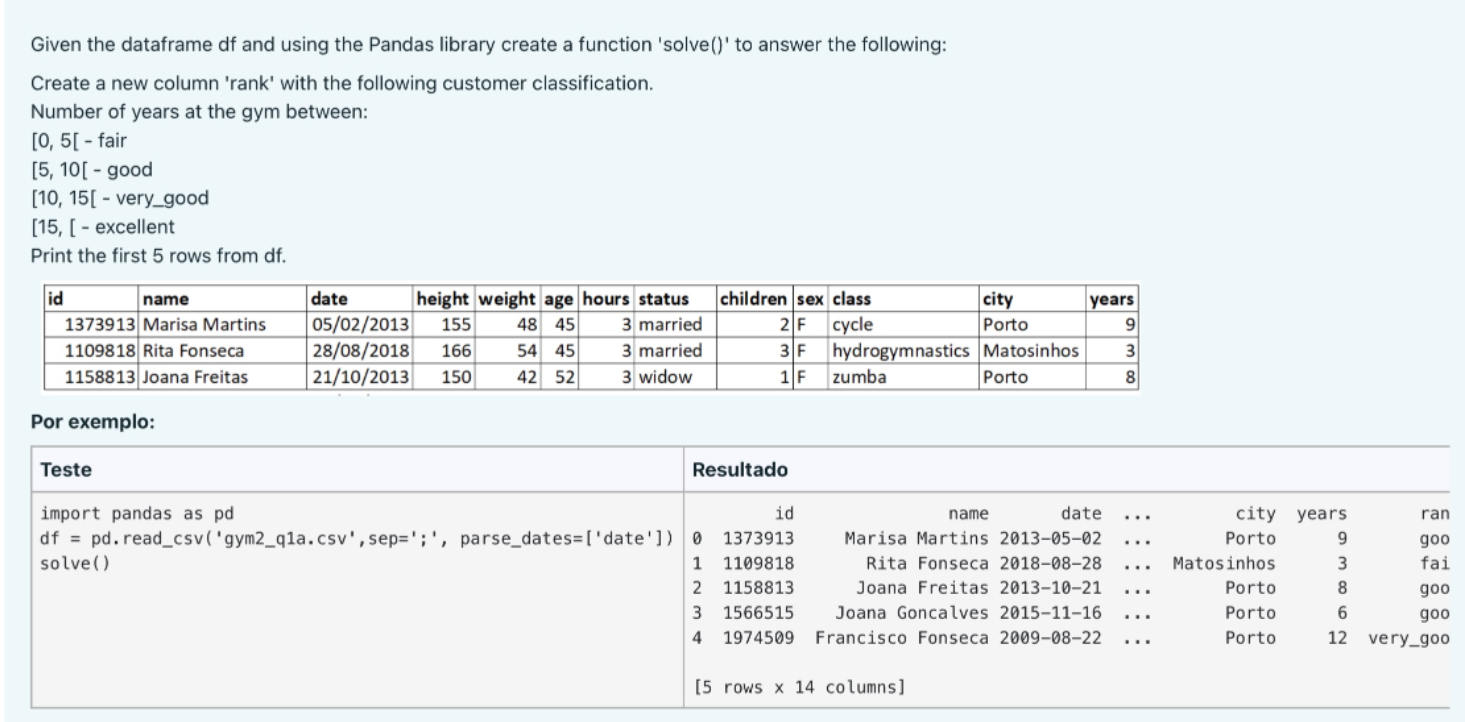 Given the dataframe df and using the Pandas library create a function 'solve()' to answer the following:
Create a new column 'rank' with the following customer classification.
Number of years at the gym between:
[0, 5[ - fair
[5, 10[ - good
[10, 15[ - very_good
[15, [ - excellent
Print the first 5 rows from df.
id name date height weight age hours status children sex class city years
1373913 Marisa Martins 05/02/2013 155 48 45 3 married 2 F cycle Porto 9
1109818 Rita Fonseca 28/08/2018 166 54 45 3 married 3 F hydrogymnastics Matosinhos 3
1158813 Joana Freitas 21/10/2013 150 42 52 3 widow 1 F zumba Porto 8
Por exemplo:
Teste Resultado
import pandas as pd
df = pd.read_csv('gym2_q1a.csv',sep=';', parse_dates=['date'])
solve()
id name date ... city years ran
0 1373913 Marisa Martins 2013-05-02 ... Porto 9 goo
1 1109818 Rita Fonseca 2018-08-28 ... Matosinhos 3 fai
2 1158813 Joana Freitas 2013-10-21 ... Porto 8 goo
3 1566515 Joana Goncalves 2015-11-16 ... Porto 6 goo
4 1974509 Francisco Fonseca 2009-08-22 ... Porto 12 very_goo
[5 rows x 14 columns]